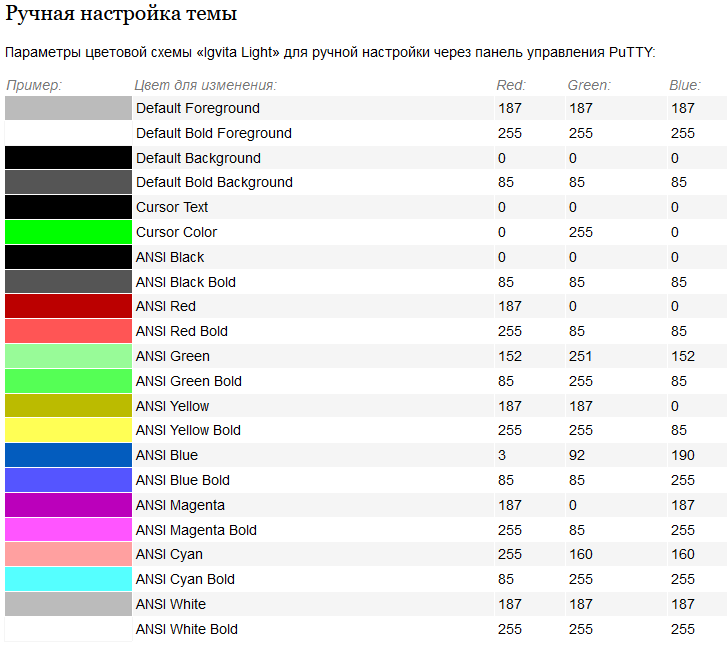 Ручная настройка темы
Параметры цветовой схемы «Igvita Light» для ручной настройки через панель управления PuTTY:
Пример: Цвет для изменения: Red: Green: Blue:
Default Foreground 187 187 187
Default Bold Foreground 255 255 255
Default Background 0 0 0
Default Bold Background 85 85 85
Cursor Text 0 0 0
Cursor Color 0 255 0
ANSI Black 0 0 0
ANSI Black Bold 85 85 85
ANSI Red 187 0 0
ANSI Red Bold 255 85 85
ANSI Green 152 251 152
ANSI Green Bold 85 255 85
ANSI Yellow 187 187 0
ANSI Yellow Bold 255 255 85
ANSI Blue 3 92 190
ANSI Blue Bold 85 85 255
ANSI Magenta 187 0 187
ANSI Magenta Bold 255 85 255
ANSI Cyan 255 160 160
ANSI Cyan Bold 85 255 255
ANSI White 187 187 187
ANSI White Bold 255 255 255